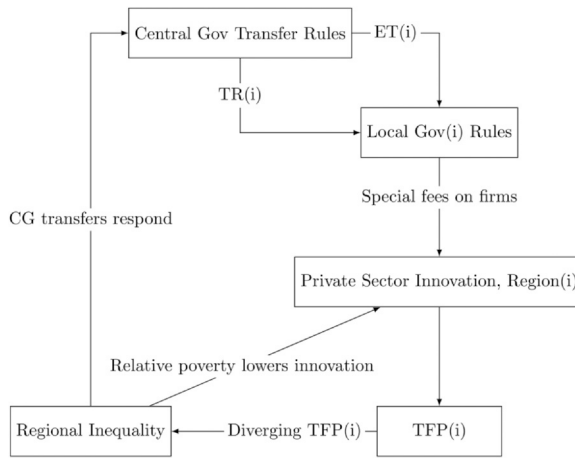 Central Gov Transfer Rules
ET(i)
TR(i)
Local Gov(i) Rules
Special fees on firms
CG transfers respond
Private Sector Innovation, Region(i)
Relative poverty lowers innovation
Regional Inequality
Diverging TFP(i)
TFP(i)